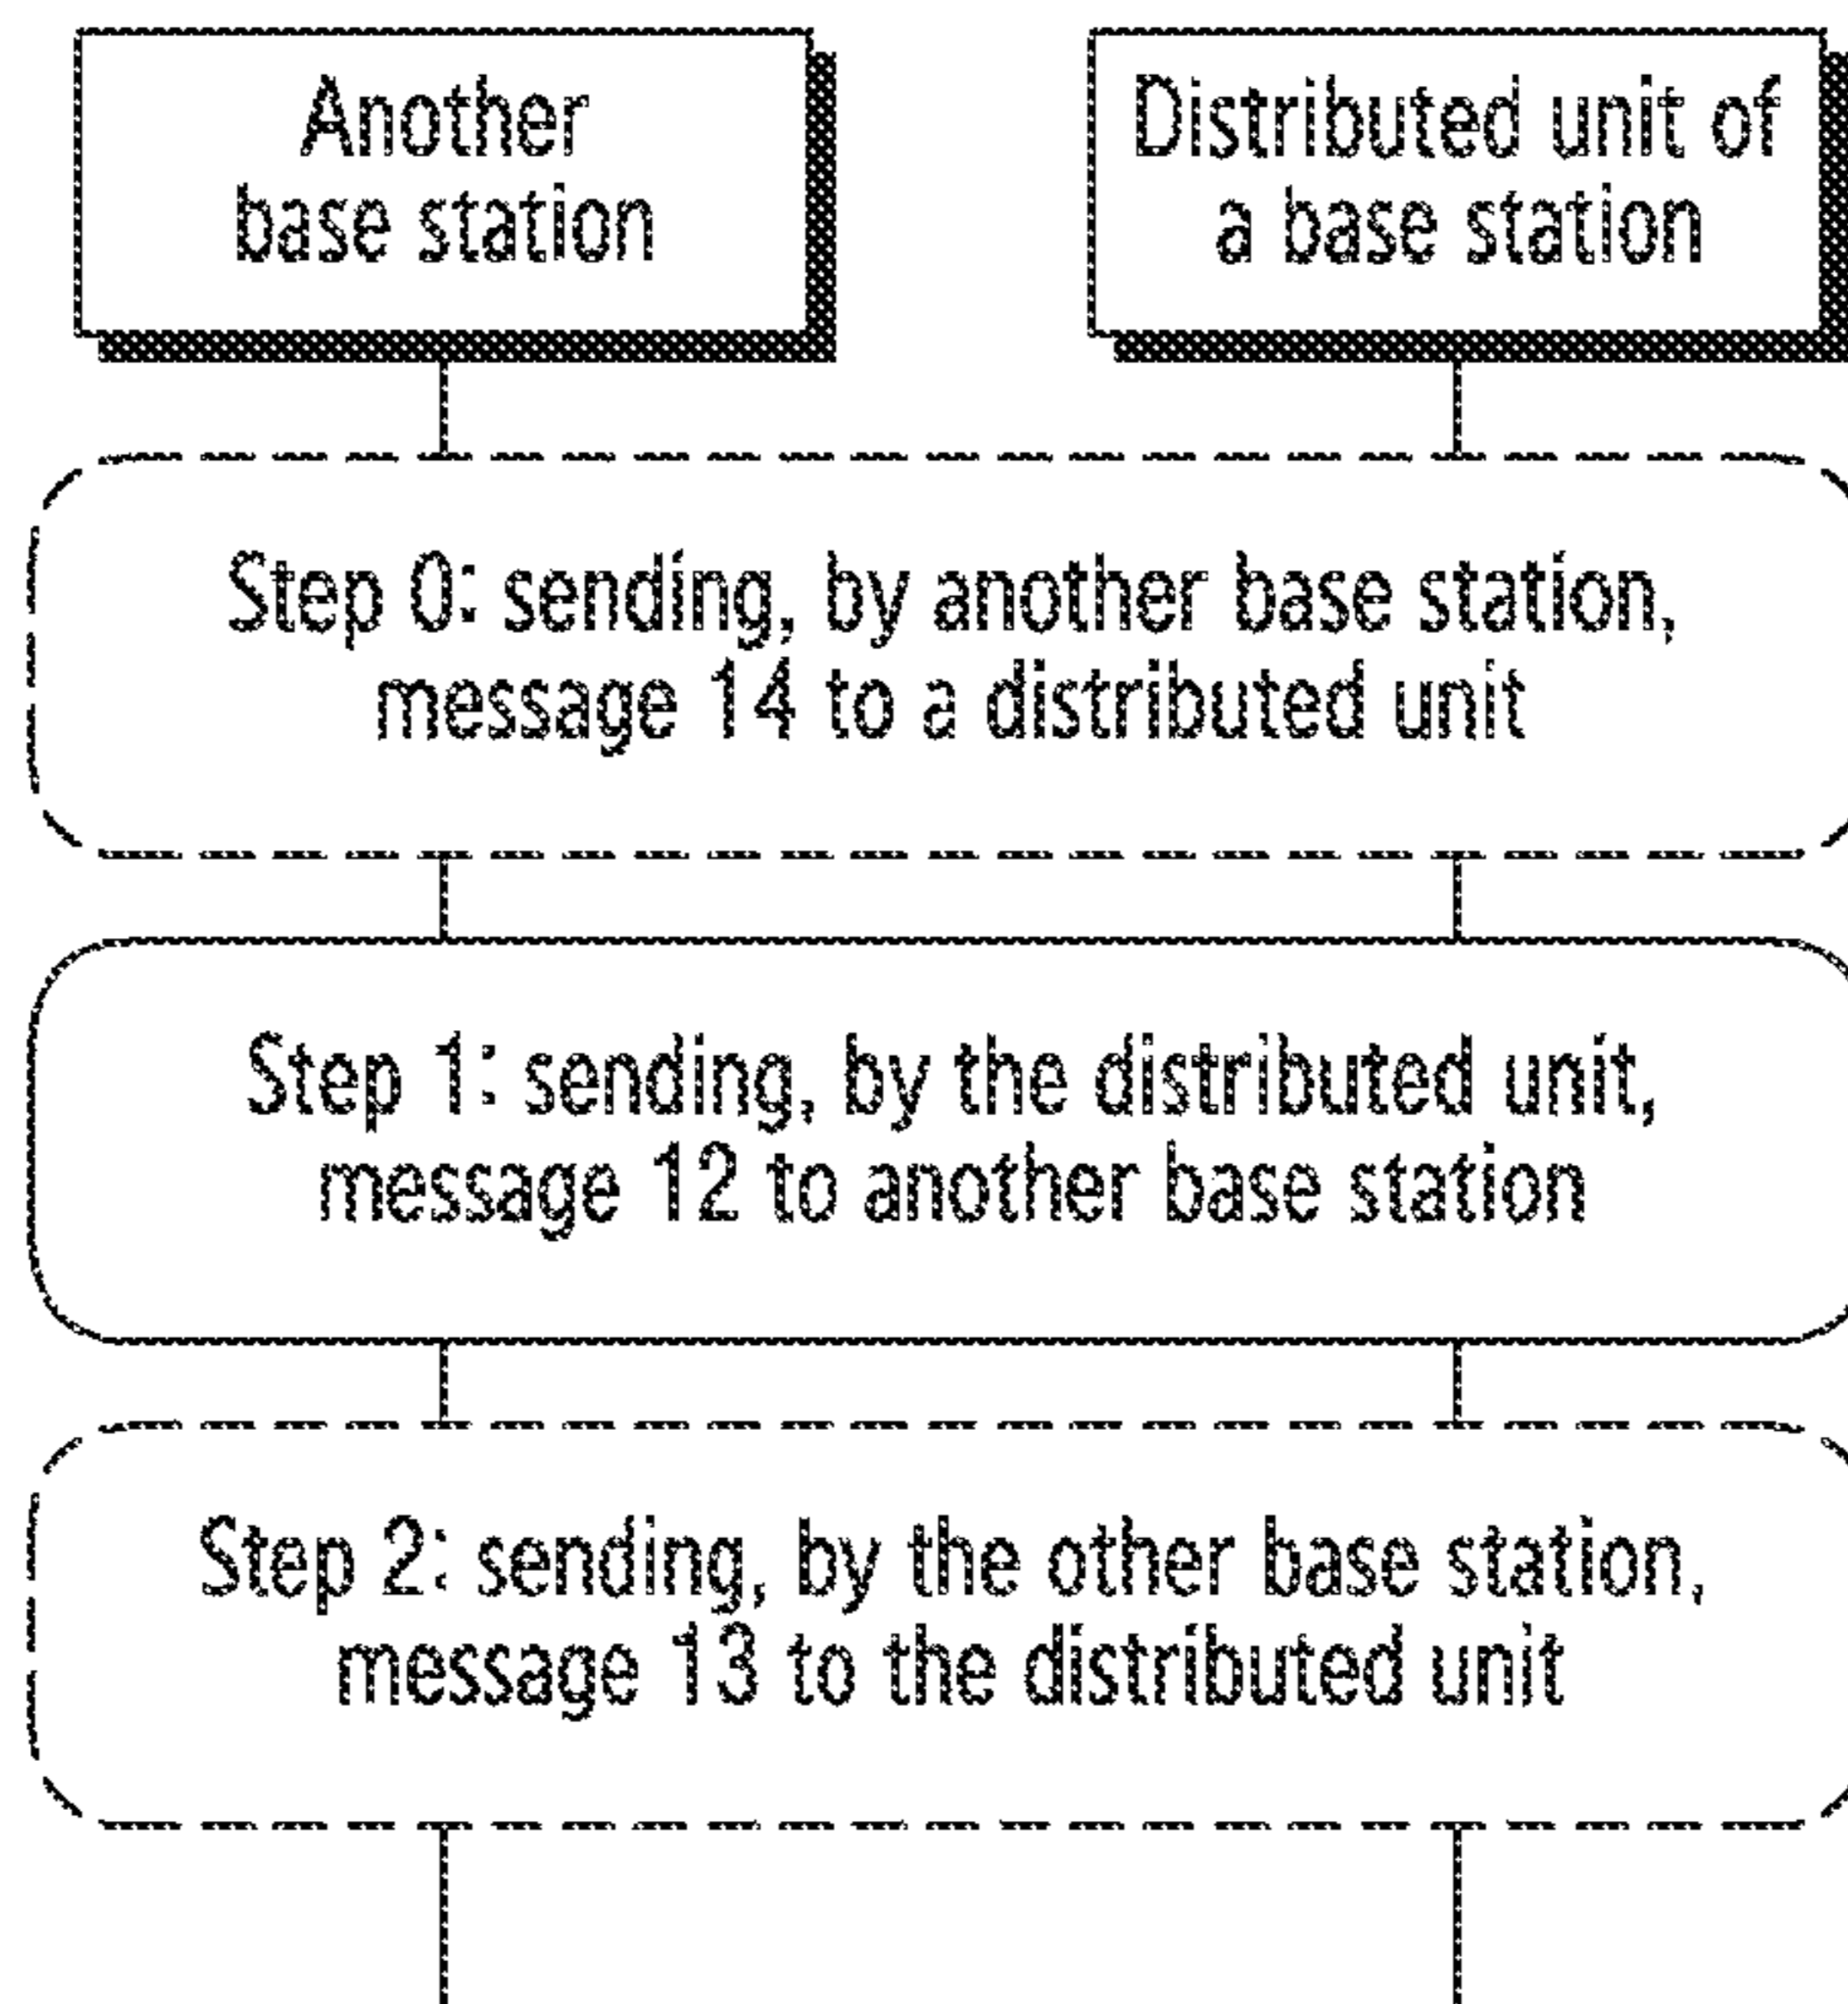 Another
base station
Distributed unit of
a base station
Step 0: sending, by another base station,
message 14 to a distributed unit
Step 1: sending, by the distributed unit,
message 12 to another base station
Step 2: sending, by the other base station,
message 13 to the distributed unit